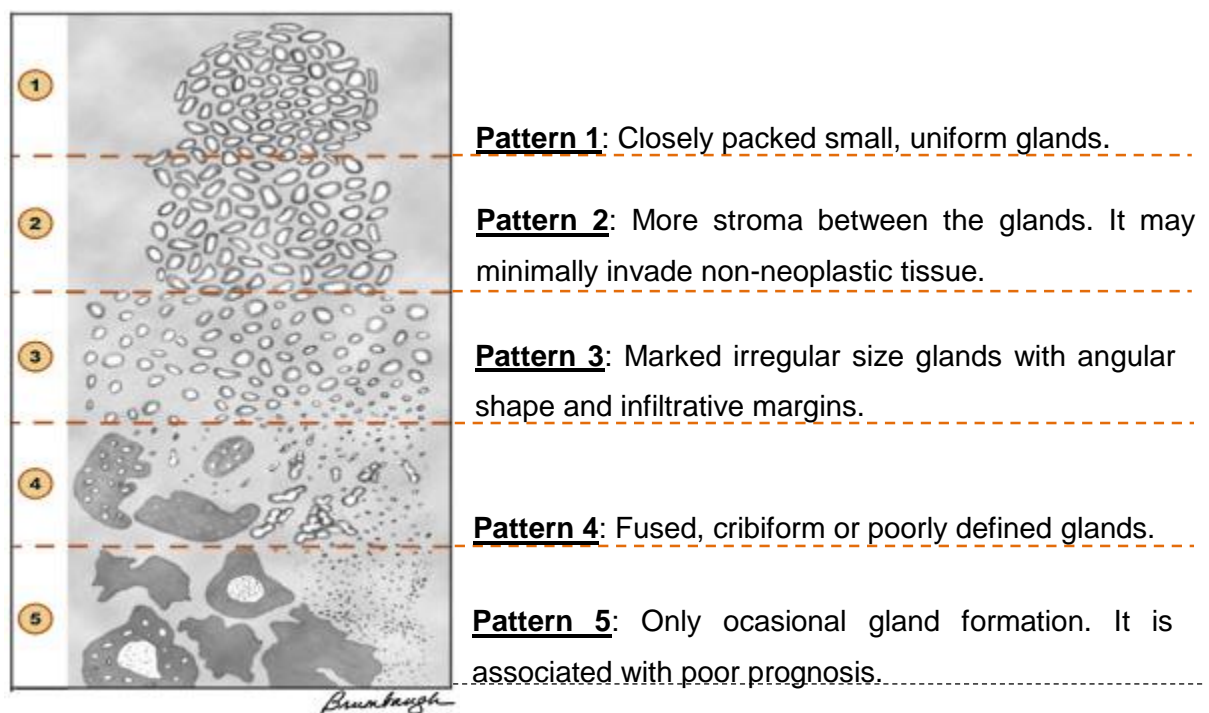 1
Pattern 1: Closely packed small, uniform glands.
2
Pattern 2: More stroma between the glands. It may
minimally invade non-neoplastic tissue.
3
Pattern 3: Marked irregular size glands with angular
shape and infiltrative margins.
4
Pattern 4: Fused, cribiform or poorly defined glands.
5
Pattern 5: Only ocasional gland formation. It is
associated with poor prognosis.
Brumbaugh